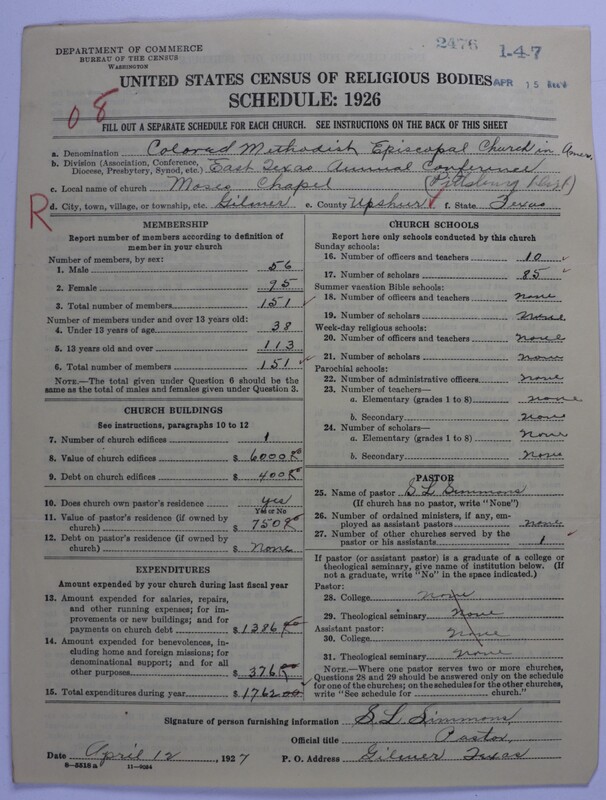 DEPARTMENT OF COMMERCE
BUREAU OF THE CENSUS
WASHINGTON
2476 1-4-7
UNITED STATES CENSUS OF RELIGIOUS BODIES
APR 15
SCHEDULE: 1926
08
FILL OUT A SEPARATE SCHEDULE FOR EACH CHURCH. SEE INSTRUCTIONS ON THE BACK OF THIS SHEET
a. Denomination Colorad Methodist Episcopal Church in Amer.
b. Division (Association, Conference, Diocese, Presbytery, Synod, etc.) East Texas Annual Conference
c. Local name of church Moses Chapel (Pittsburg Dist)
R
d. City, town, village, or township, etc. Gilmer e. County Upshur f. State Texas
MEMBERSHIP
Report number of members according to definition of
member in your church
Number of members, by sex:
1. Male 56
2. Female 95
3. Total number of members 151
Number of members under and over 13 years old:
4. Under 13 years of age 38
5. 13 years old and over 113
6. Total number of members 151
NOTE.—The total given under Question 6 should be
same as the total of males and females given under Question 3.
CHURCH BUILDINGS
See instructions, paragraphs 10 to 12
7. Number of church edifices 1
8. Value of church edifices $ 6000
9. Debt on church edifices $ 400
10. Does church own pastor's residence yes
Yes or No
11. Value of pastor's residence (if owned by
church) $ 750
12. Debt on pastor's residence (if owned by
church) $ None
EXPENDITURES
Amount expended by your church during last fiscal year
13. Amount expended for salaries, repairs,
and other running expenses; for im-
provements or new buildings; and for
payments on church debt $ 1386
14. Amount expended for benevolences, in-
cluding home and foreign missions; for
denominational support; and for all
other purposes $ 376
15. Total expenditures during year $ 1762 00
CHURCH SCHOOLS
Report here only schools conducted by this church
Sunday schools:
16. Number of officers and teachers 10
17. Number of scholars 85
Summer vacation Bible schools:
18. Number of officers and teachers none
19. Number of scholars None
Week-day religious schools:
20. Number of officers and teachers none
21. Number of scholars None
Parochial schools:
22. Number of administrative officers None
23. Number of teachers—
a. Elementary (grades 1 to 8) none
b. Secondary None
24. Number of scholars—
a. Elementary (grades 1 to 8) None
b. Secondary None
PASTOR
25. Name of pastor S L Simmons
(If church has no pastor, write "None")
26. Number of ordained ministers, if any, em-
ployed as assistant pastors none
27. Number of other churches served by the
pastor or his assistants 1
If pastor (or assistant pastor) is a graduate of a college or
theological seminary, give name of institution below. (If
not a graduate, write "No" in the space indicated.)
Pastor:
28. College None
29. Theological seminary None
Assistant pastor:
30. College None
31. Theological seminary None
NOTE.—Where one pastor serves two or more churches,
Questions 28 and 29 should be answered only on the schedule
for one of the churches; on the schedules for the other churches,
write "See schedule for church."
Signature of person furnishing information S. L. Simmons
Official title Pastor
Date April 12, 1927 P. O. Address Gilmer Texas
8—5518 a 11—9054